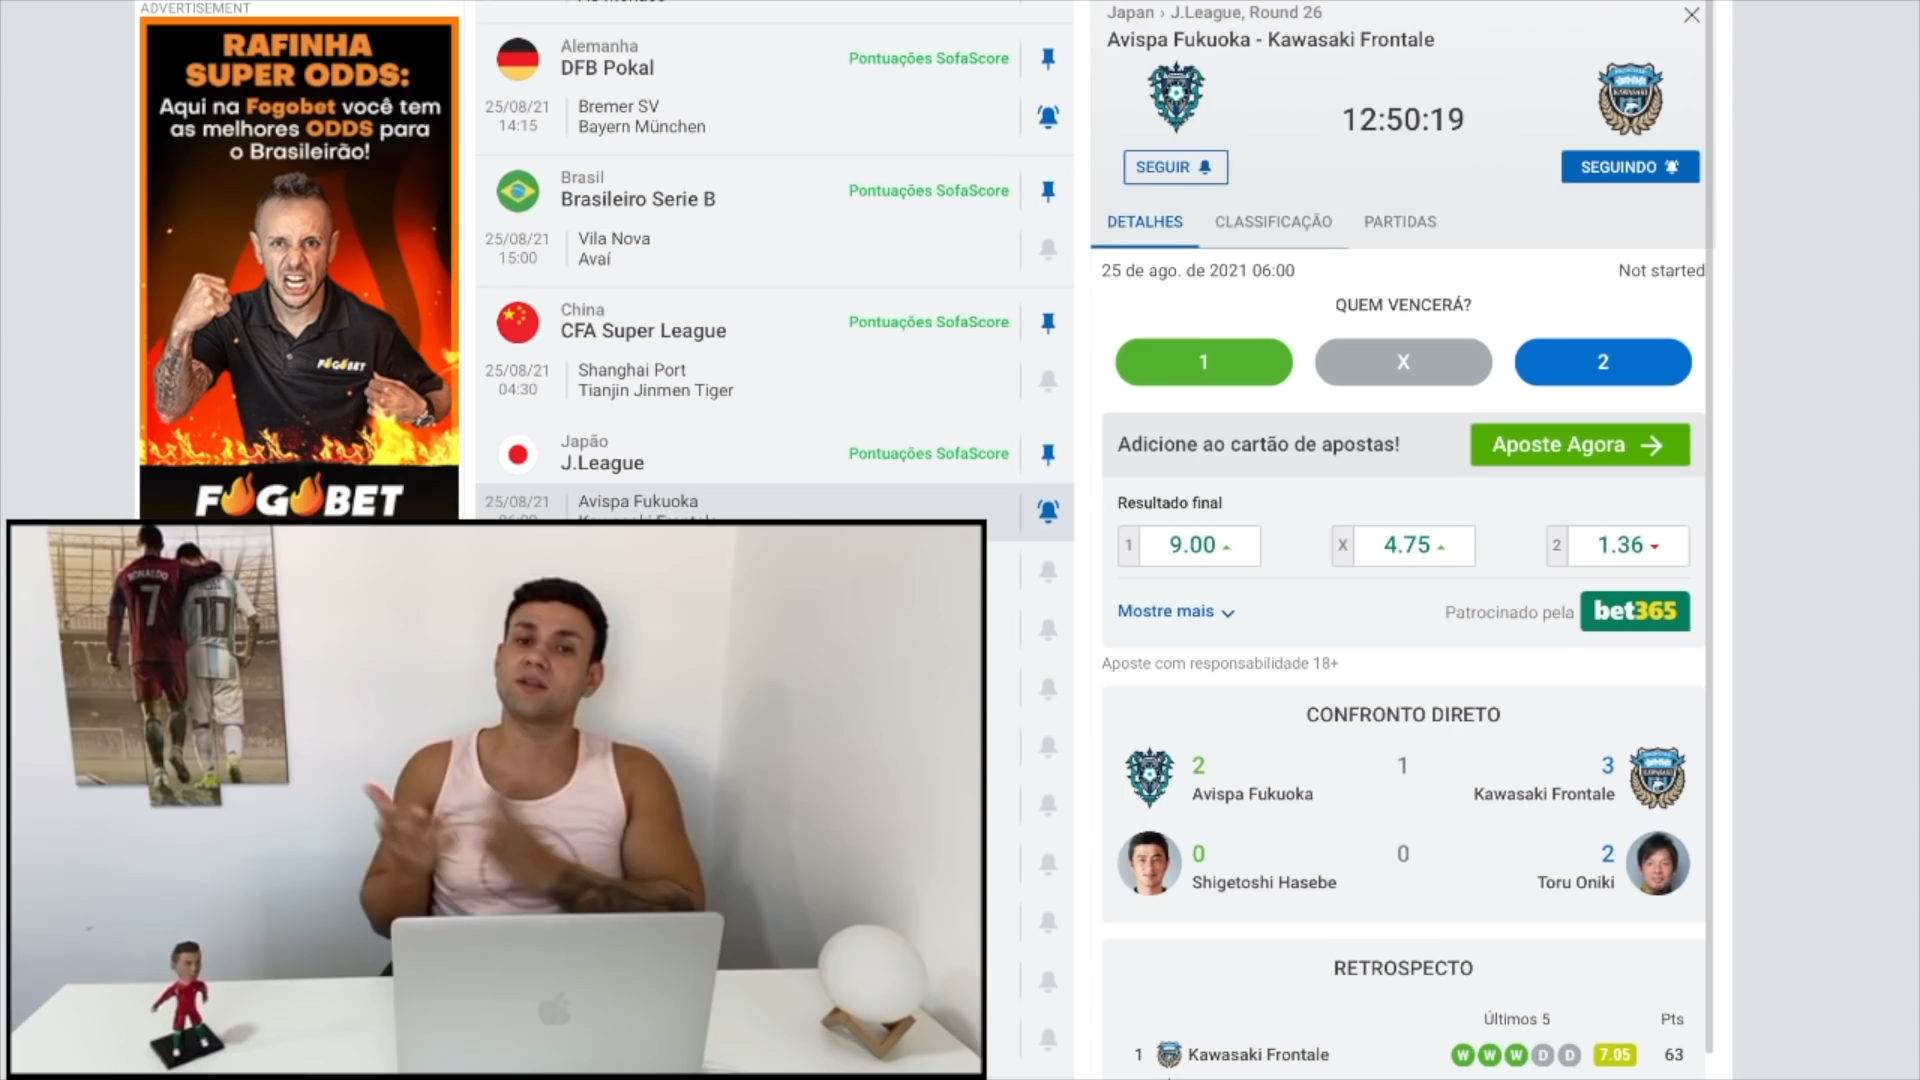 ADVERTISEMENT
RAFINHA
SUPER ODDS:
Aqui na Fogobet você tem
as melhores ODDS para
o Brasileirão!
FOGOBET
FOGOBET
Alemanha
DFB Pokal
Pontuações SofaScore
25/08/21
14:15
Bremer SV
Bayern München
Brasil
Brasileiro Serie B
Pontuações SofaScore
25/08/21
15:00
Vila Nova
Avaí
China
CFA Super League
Pontuações SofaScore
25/08/21
04:30
Shanghai Port
Tianjin Jinmen Tiger
Japão
J.League
Pontuações SofaScore
25/08/21
Avispa Fukuoka
RONALDO
7
10
Japan › J.League, Round 26
Avispa Fukuoka - Kawasaki Frontale
12:50:19
SEGUIR
SEGUINDO
DETALHES CLASSIFICAÇÃO PARTIDAS
25 de ago. de 2021 06:00
Not started
QUEM VENCERÁ?
1 X 2
Adicione ao cartão de apostas!
Aposte Agora →
Resultado final
1 9.00
X 4.75
2 1.36
Mostre mais
Patrocinado pela
bet365
Aposte com responsabilidade 18+
CONFRONTO DIRETO
2 1 3
Avispa Fukuoka
Kawasaki Frontale
0 0 2
Shigetoshi Hasebe
Toru Oniki
RETROSPECTO
Últimos 5
Pts
1 Kawasaki Frontale W W W D D 7.05 63